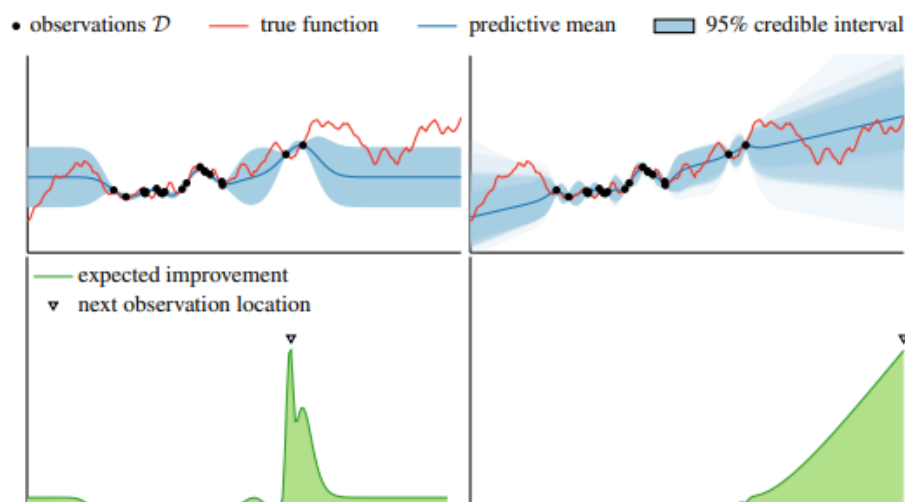 observations D true function predictive mean 95% credible interval
expected improvement
next observation location